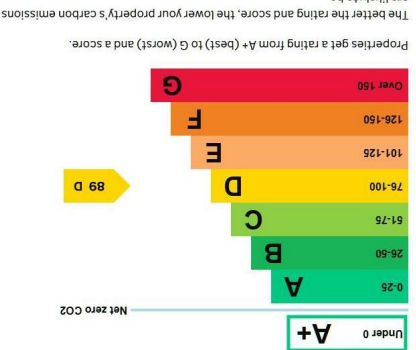 Under 0 A+
Net zero CO2
0-25 A
26-50 B
51-75 C
76-100 D 89 D
101-125 E
126-150 F
Over 150 G
Properties get a rating from A+ (best) to G (worst) and a score.
The better the rating and score, the lower your property's carbon emissions